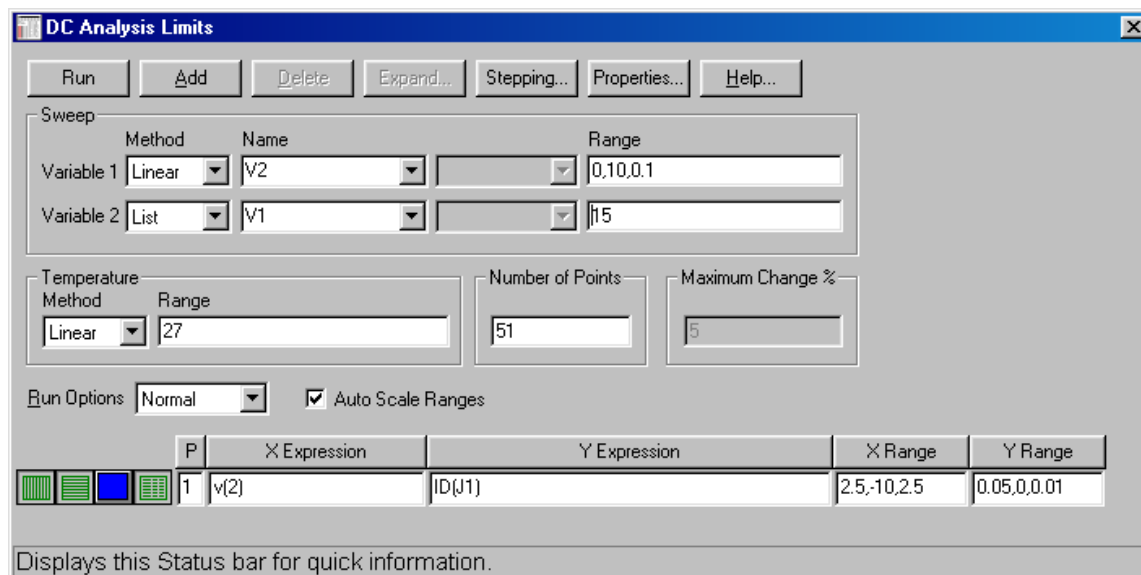 DC Analysis Limits
Run Add Delete Expand... Stepping... Properties... Help...
Sweep
Method Name Range
Variable 1 Linear V2 0,10,0.1
Variable 2 List V1 15
Temperature Number of Points Maximum Change %
Method Range
Linear 27 51 5
Run Options Normal Auto Scale Ranges
P X Expression Y Expression X Range Y Range
1 v(2) ID(J1) 2.5,-10,2.5 0.05,0,0.01
Displays this Status bar for quick information.